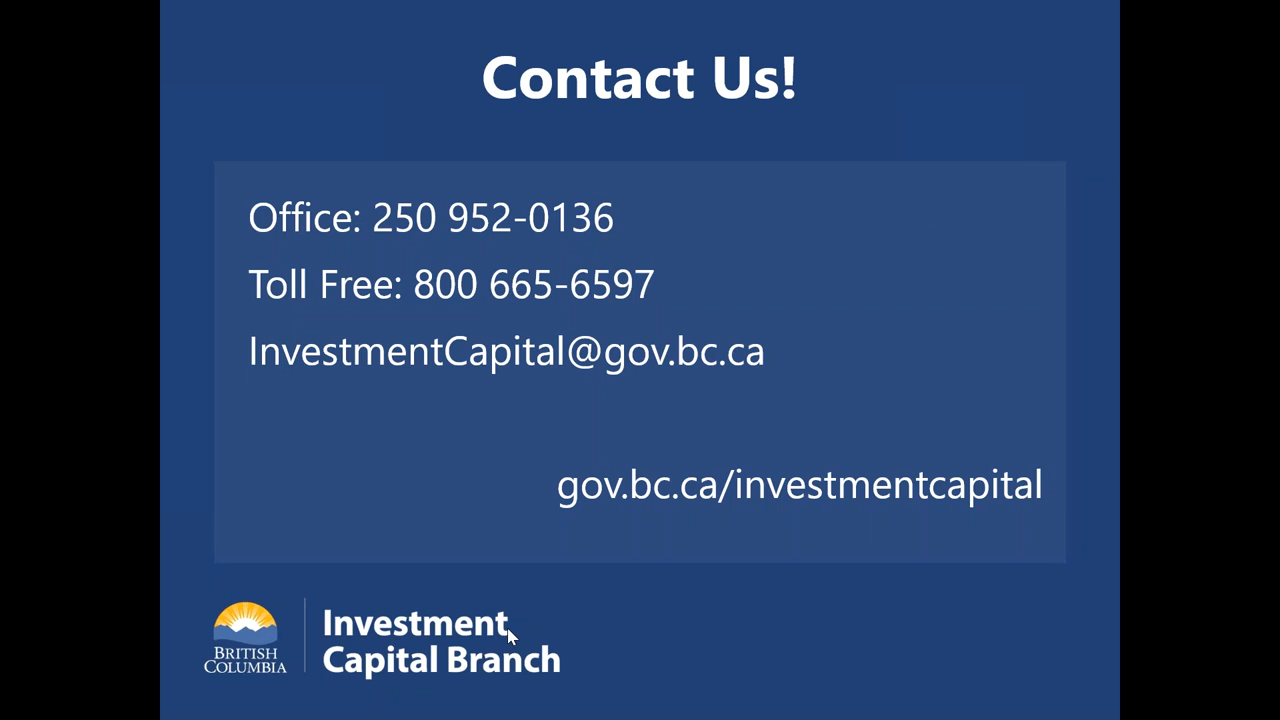 Contact Us!
Office: 250 952-0136
Toll Free: 800 665-6597
InvestmentCapital@gov.bc.ca
gov.bc.ca/investmentcapital
BRITISH
COLUMBIA
Investment
Capital Branch